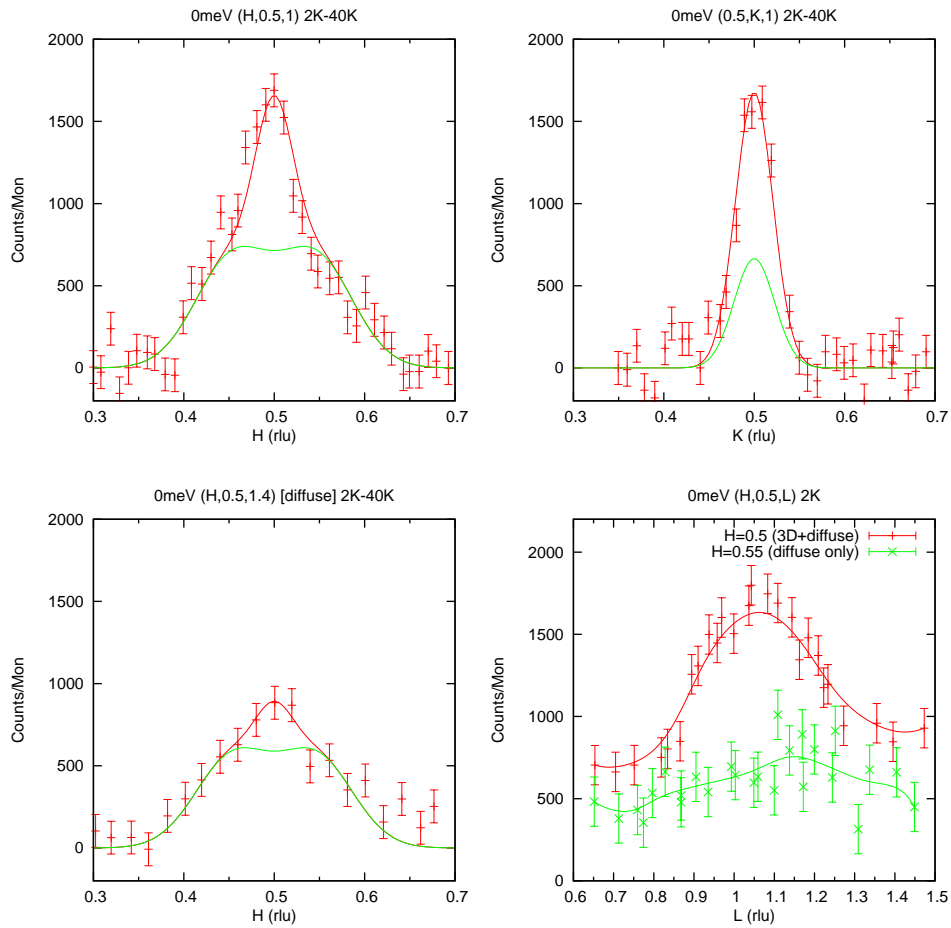 0meV (H,0.5,1) 2K-40K
Counts/Mon
2000
1500
1000
500
0
0.3 0.4 0.5 0.6 0.7
H (rlu)
0meV (0.5,K,1) 2K-40K
Counts/Mon
2000
1500
1000
500
0
0.3 0.4 0.5 0.6 0.7
K (rlu)
0meV (H,0.5,1.4) [diffuse] 2K-40K
Counts/Mon
2000
1500
1000
500
0
0.3 0.4 0.5 0.6 0.7
H (rlu)
0meV (H,0.5,L) 2K
H=0.5 (3D+diffuse)
H=0.55 (diffuse only)
Counts/Mon
2000
1500
1000
500
0
0.6 0.7 0.8 0.9 1 1.1 1.2 1.3 1.4 1.5
L (rlu)